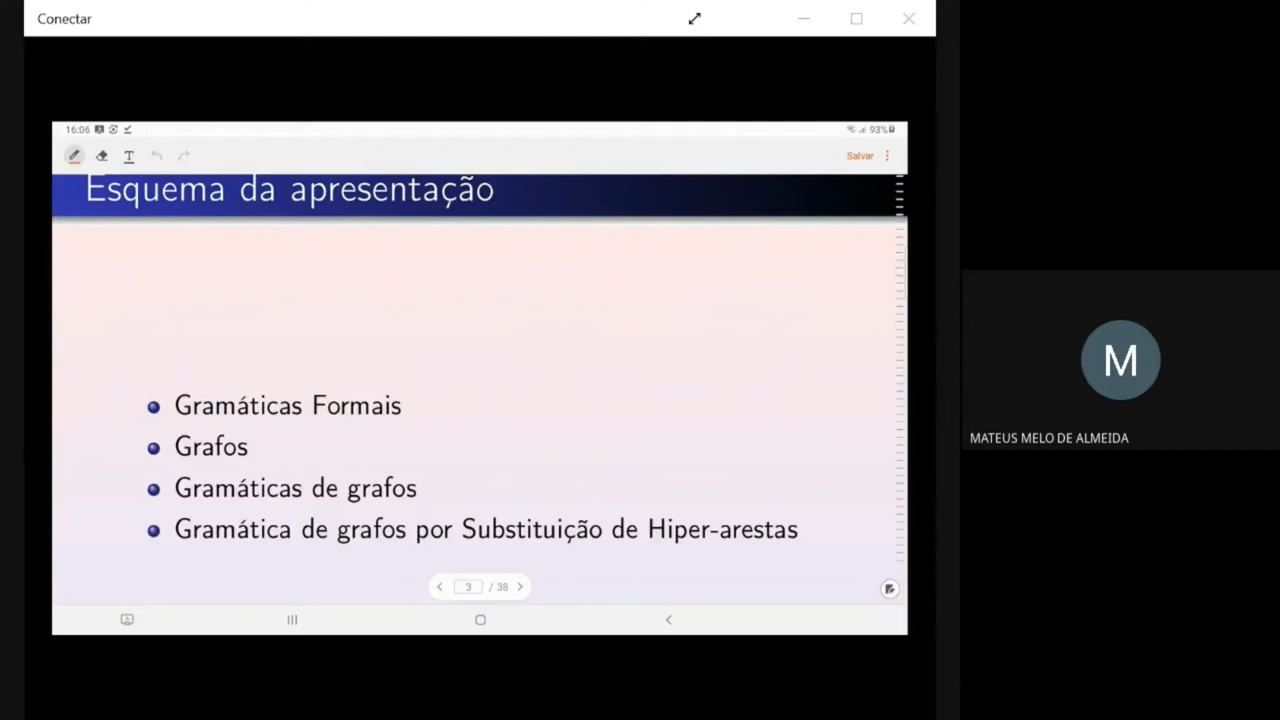 Conectar
16:06
93%
T
Salvar
Esquema da apresentação
Gramáticas Formais
Grafos
Gramáticas de grafos
Gramática de grafos por Substituição de Hiper-arestas
3 / 38
M
MATEUS MELO DE ALMEIDA